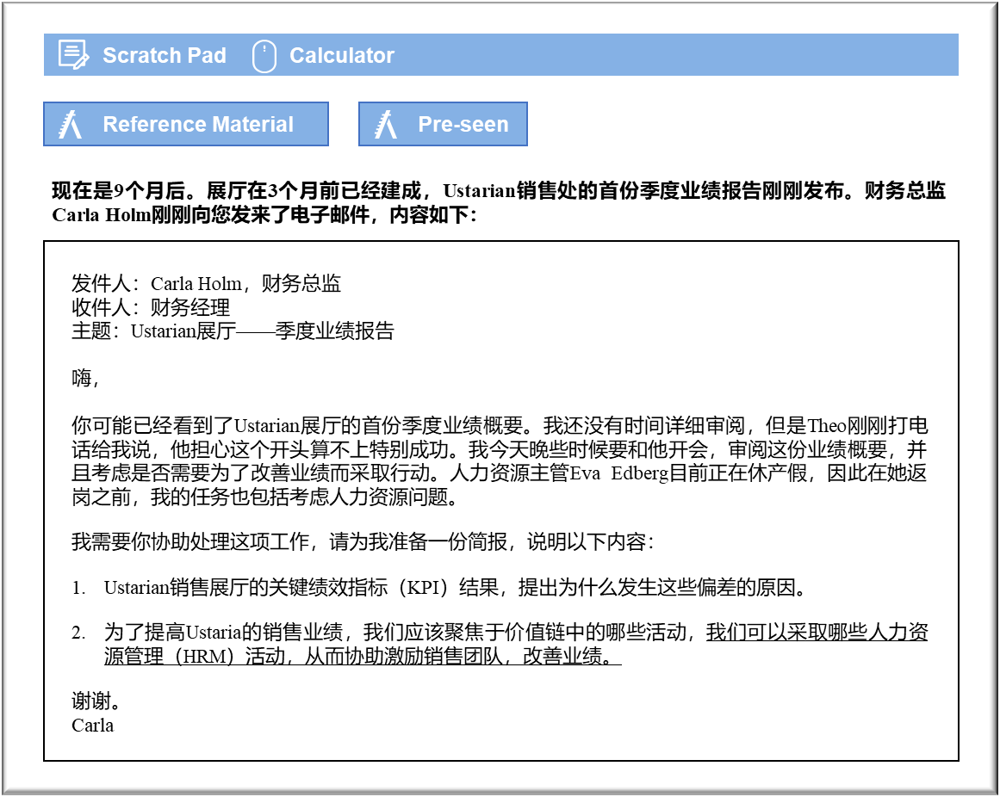 Scratch Pad Calculator
Reference Material Pre-seen
现在是9个月后。展厅在3个月前已经建成，Ustarian销售处的首份季度业绩报告刚刚发布。财务总监
Carla Holm刚刚向您发来了电子邮件，内容如下：
发件人：Carla Holm，财务总监
收件人：财务经理
主题：Ustarian展厅——季度业绩报告
嗨，
你可能已经看到了Ustarian展厅的首份季度业绩概要。我还没有时间详细审阅，但是Theo刚刚打电
话给我说，他担心这个开头算不上特别成功。我今天晚些时候要和他开会，审阅这份业绩概要，并
且考虑是否需要为了改善业绩而采取行动。人力资源主管Eva Edberg目前正在休产假，因此在她返
岗之前，我的任务也包括考虑人力资源问题。
我需要你协助处理这项工作，请为我准备一份简报，说明以下内容：
1. Ustarian销售展厅的关键绩效指标（KPI）结果，提出为什么发生这些偏差的原因。
2. 为了提高Ustaria的销售业绩，我们应该聚焦于价值链中的哪些活动，我们可以采取哪些人力资
源管理（HRM）活动，从而协助激励销售团队，改善业绩。
谢谢。
Carla